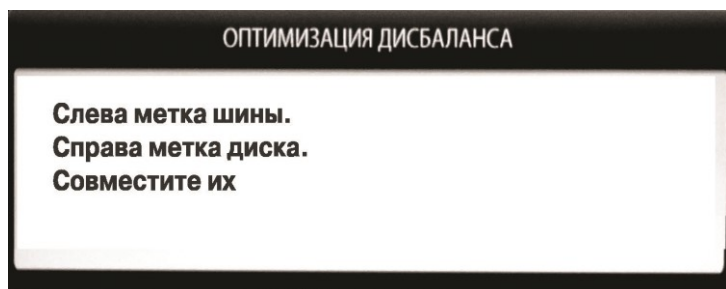 ОПТИМИЗАЦИЯ ДИСБАЛАНСА
Слева метка шины.
Справа метка диска.
Совместите их